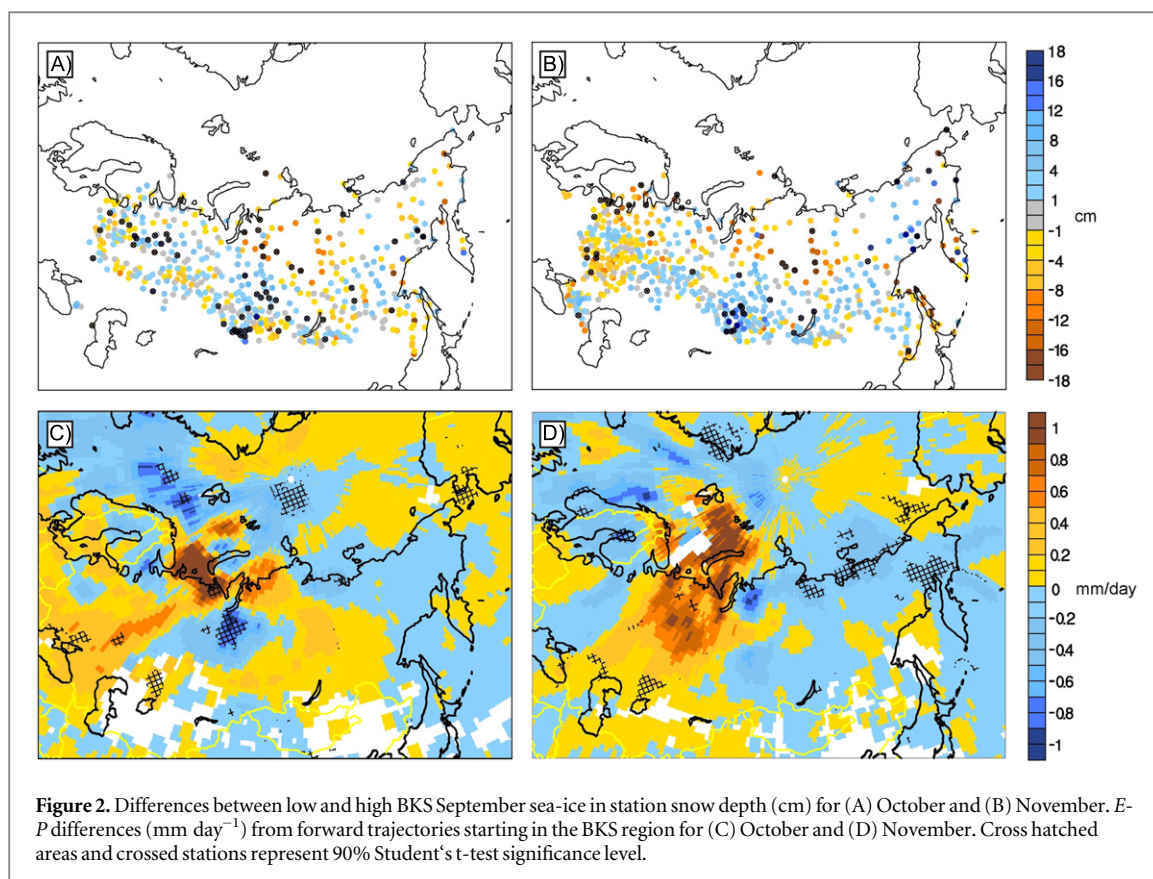 A)
B)
18
16
12
8
4
1
-1
-4
-8
-12
-16
-18
cm
C)
D)
1
0.8
0.6
0.4
0.2
0
-0.2
-0.4
-0.6
-0.8
-1
mm/day
Figure 2. Differences between low and high BKS September sea-ice in station snow depth (cm) for (A) October and (B) November. E-
P differences (mm day⁻¹) from forward trajectories starting in the BKS region for (C) October and (D) November. Cross hatched
areas and crossed stations represent 90% Student‘s t-test significance level.